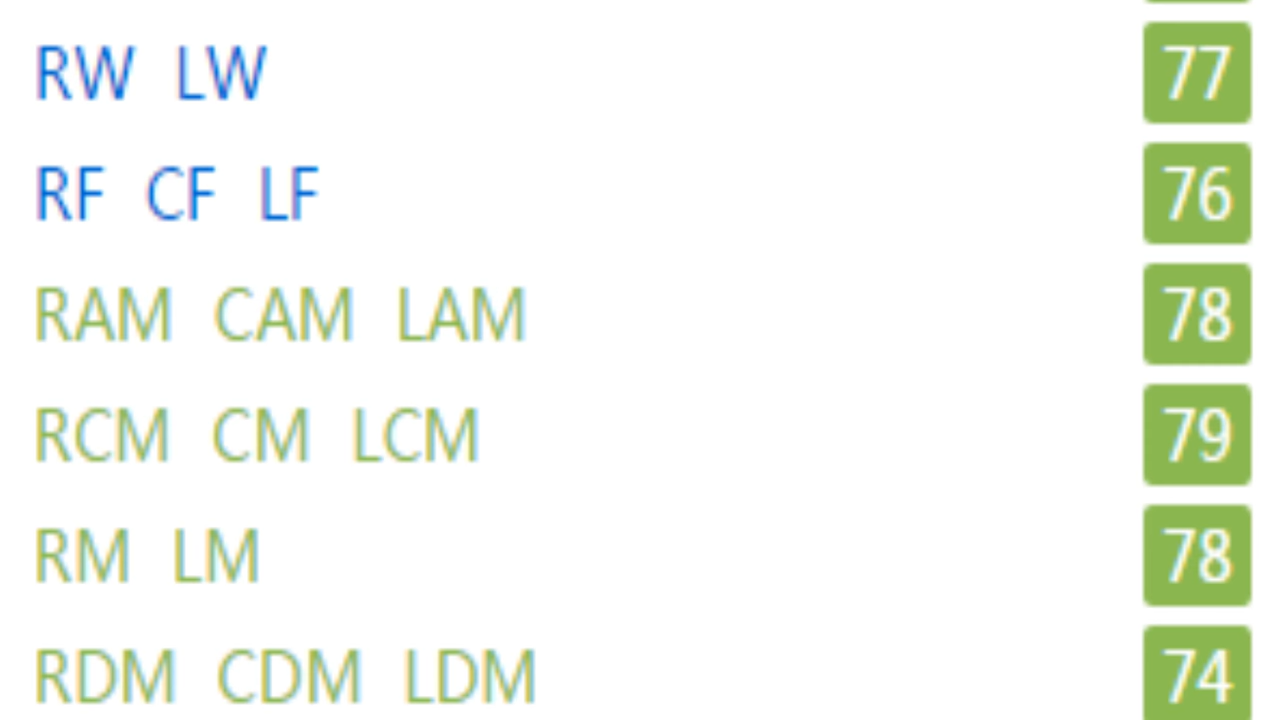 RW LW 77
RF CF LF 76
RAM CAM LAM 78
RCM CM LCM 79
RM LM 78
RDM CDM LDM 74